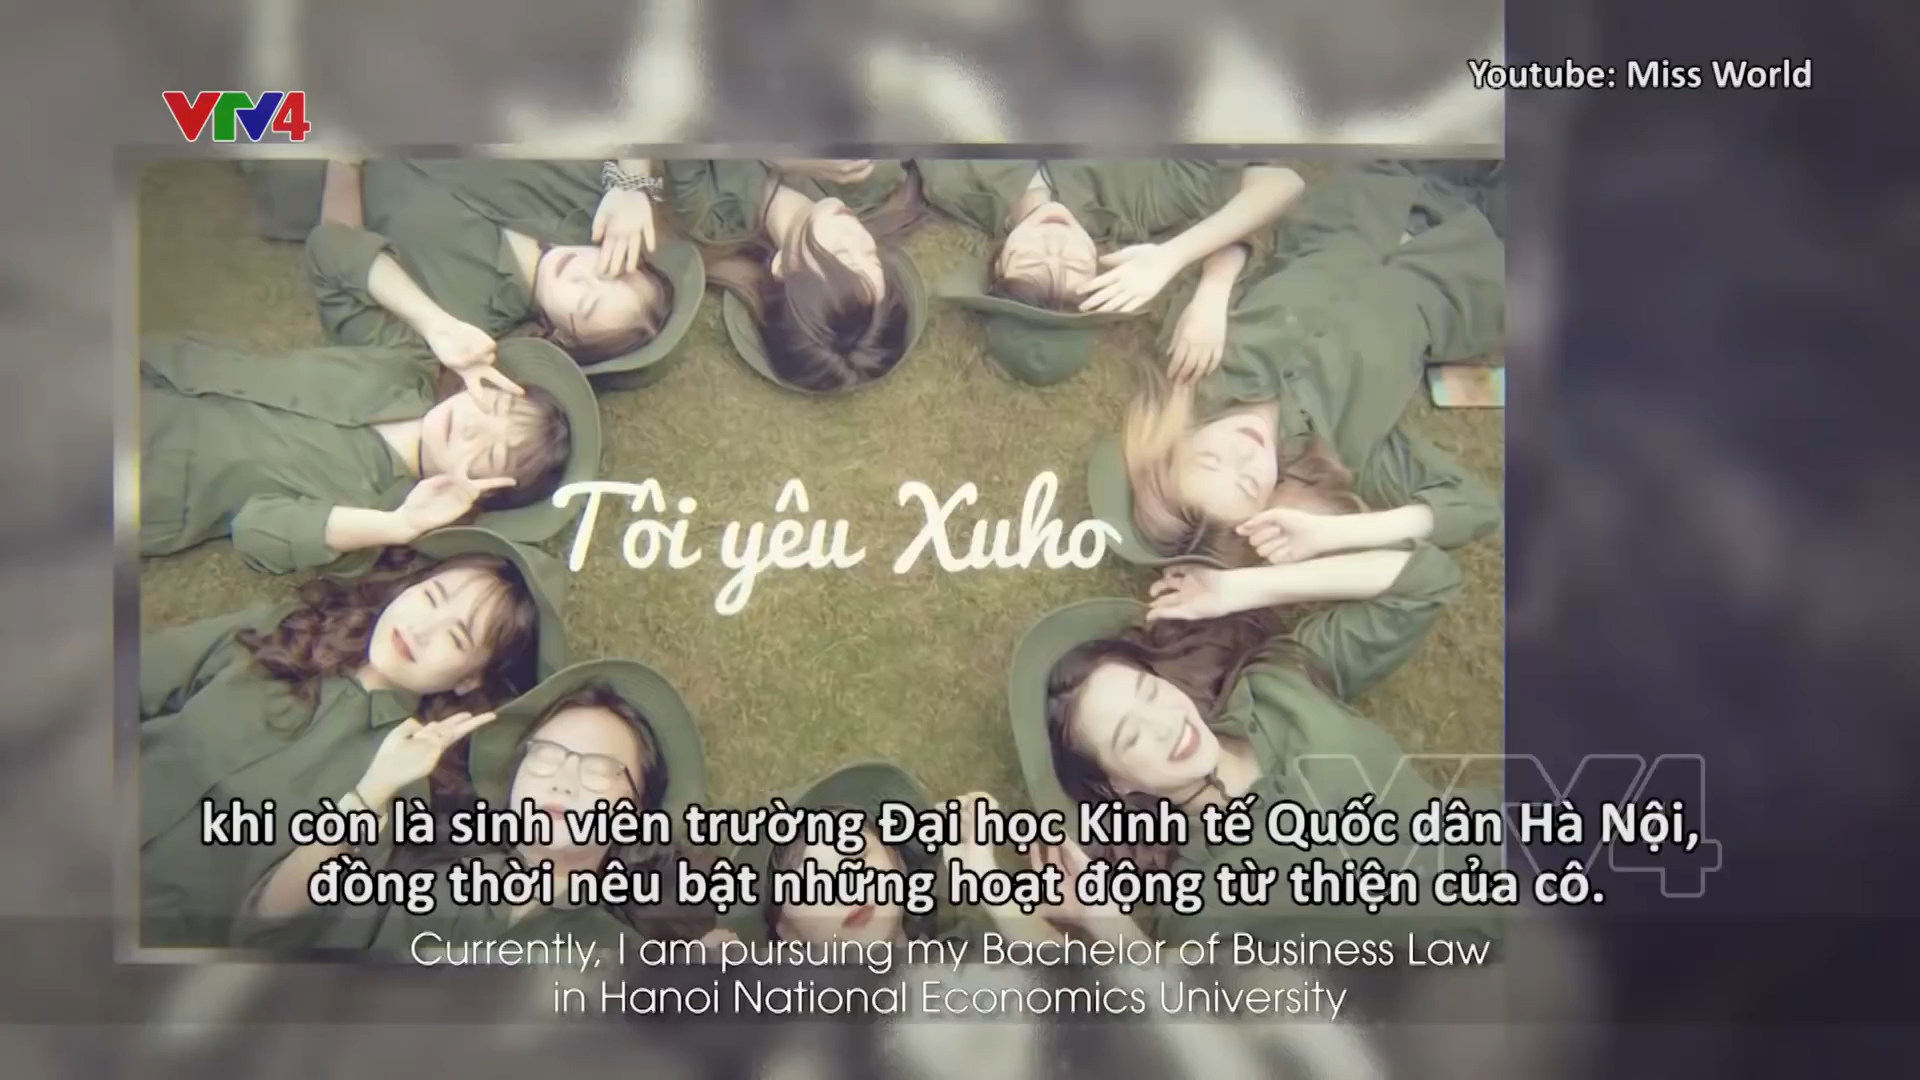 VTV4
Youtube: Miss World
Tôi yêu Xuho
VTV4
khi còn là sinh viên trường Đại học Kinh tế Quốc dân Hà Nội,
đồng thời nêu bật những hoạt động từ thiện của cô.
Currently, I am pursuing my Bachelor of Business Law
in Hanoi National Economics University